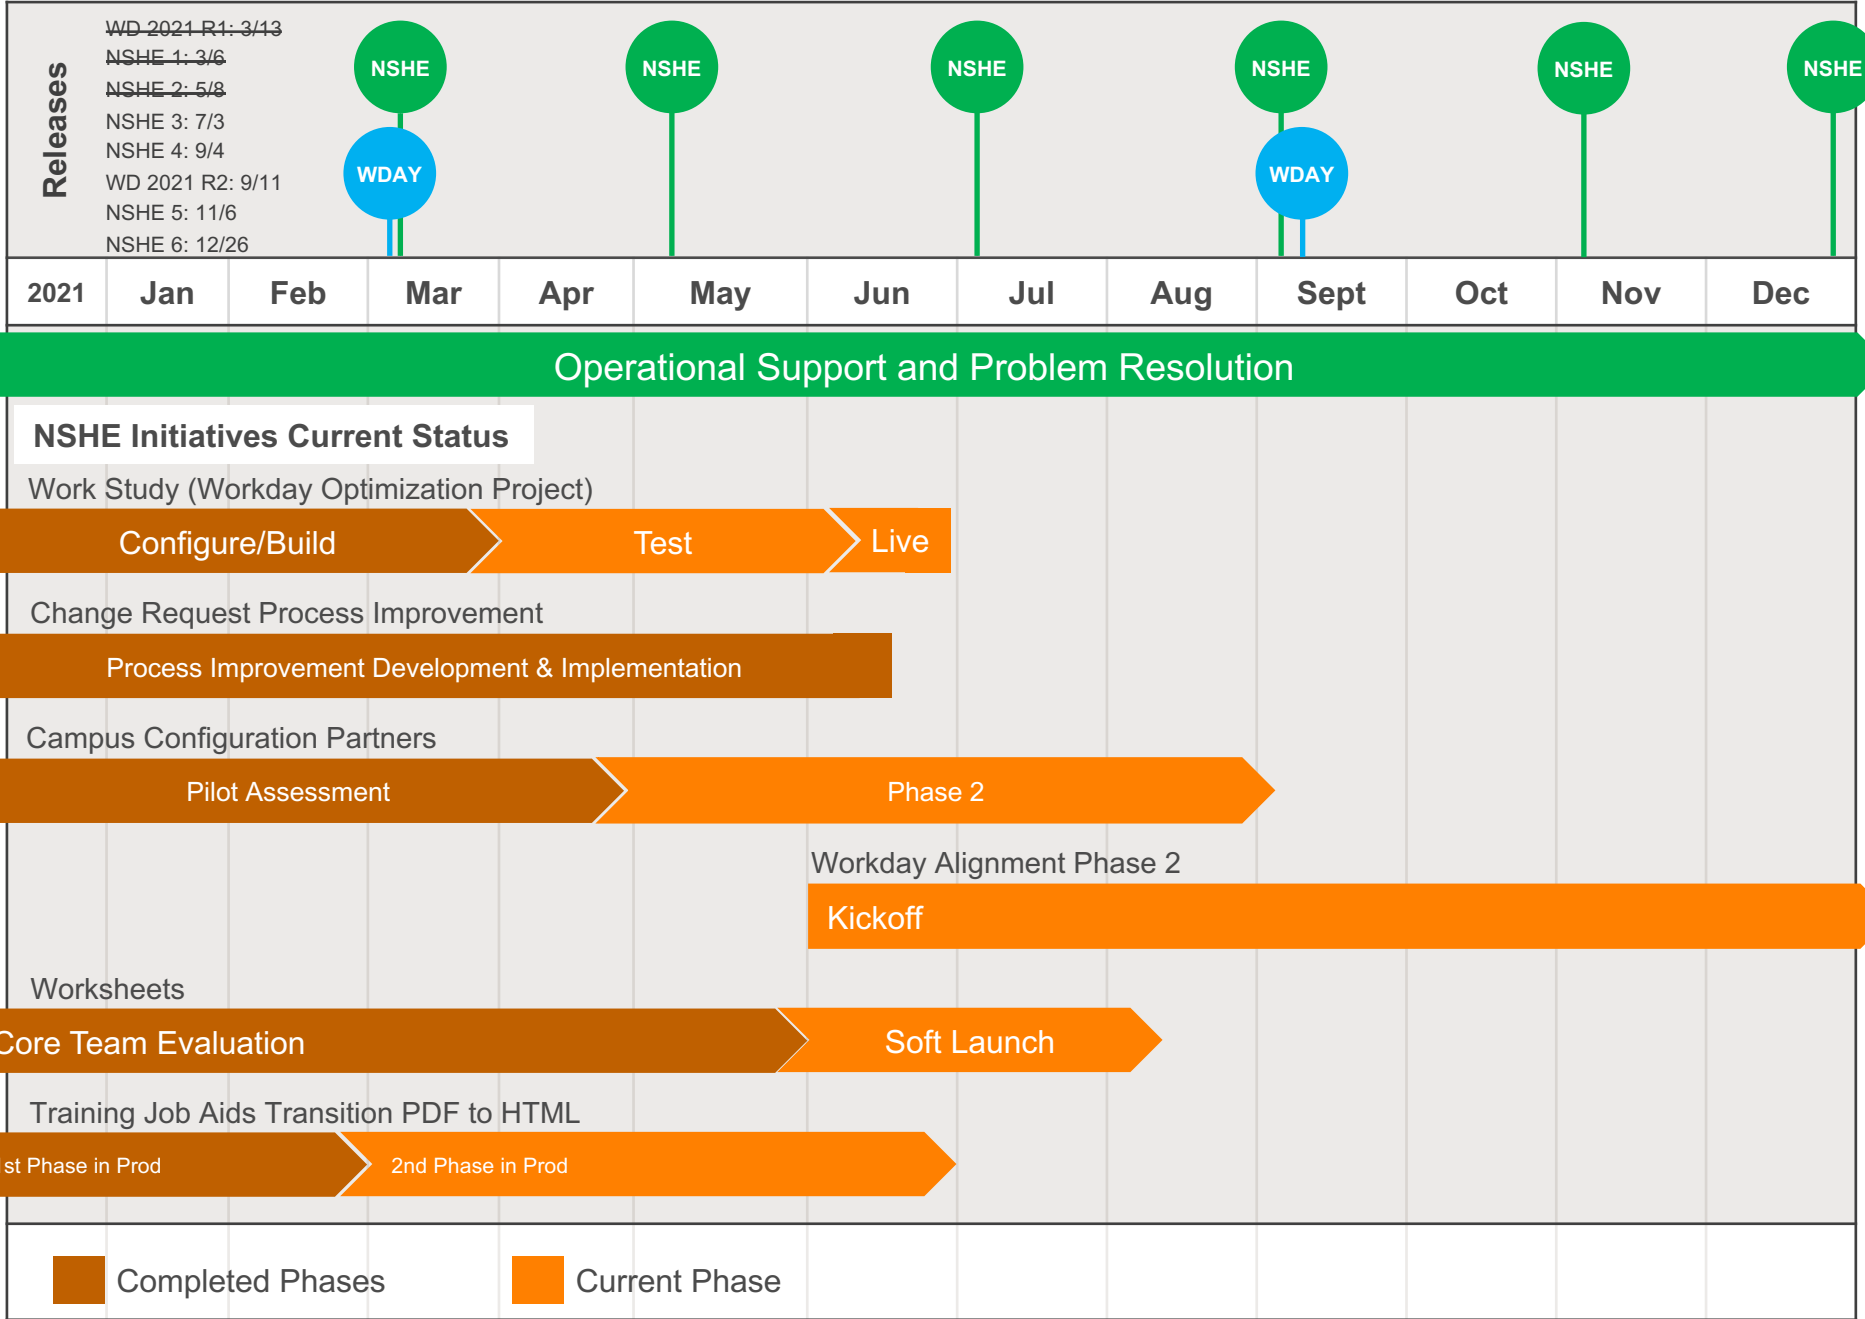 Releases
WD 2021 R1: 3/13
NSHE 1: 3/6
NSHE 2: 5/8
NSHE 3: 7/3
NSHE 4: 9/4
WD 2021 R2: 9/11
NSHE 5: 11/6
NSHE 6: 12/26
NSHE NSHE NSHE NSHE NSHE NSHE
WDAY WDAY
2021 Jan Feb Mar Apr May Jun Jul Aug Sept Oct Nov Dec
Operational Support and Problem Resolution
NSHE Initiatives Current Status
Work Study (Workday Optimization Project)
Configure/Build Test Live
Change Request Process Improvement
Process Improvement Development & Implementation
Campus Configuration Partners
Pilot Assessment Phase 2
Workday Alignment Phase 2
Kickoff
Worksheets
Core Team Evaluation Soft Launch
Training Job Aids Transition PDF to HTML
1st Phase in Prod 2nd Phase in Prod
Completed Phases Current Phase